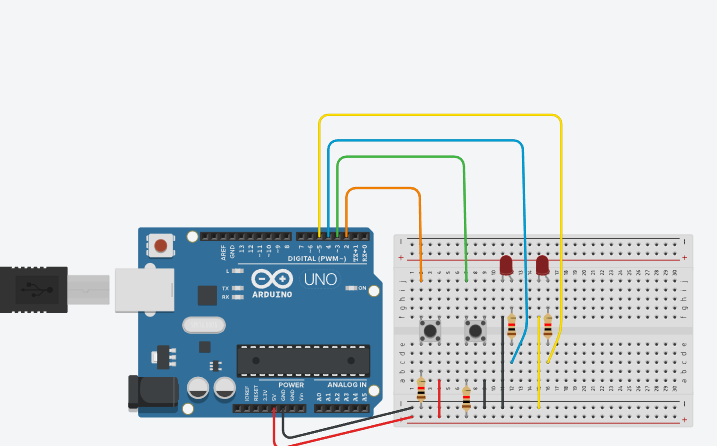 AREF
GND
13
12
~11
~10
~9
8
7
~6
~5
4
~3
2
TX→1
RX←0
DIGITAL (PWM~)
L
TX
RX
UNO
ARDUINO
ON
POWER
ANALOG IN
IOREF
RESET
3.3V
5V
GND
GND
Vin
A0
A1
A2
A3
A4
A5